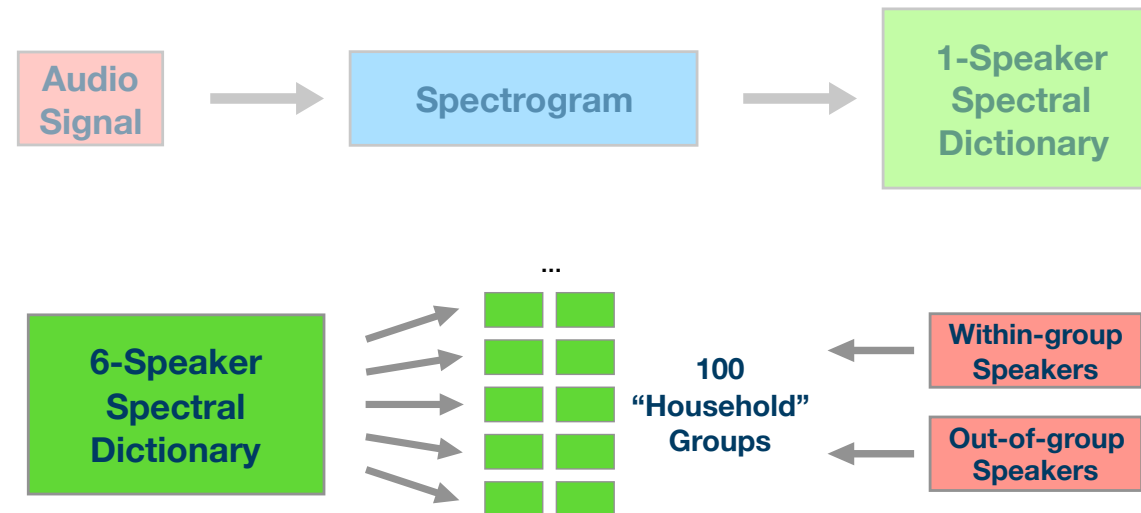 Audio
Signal
Spectrogram
1-Speaker
Spectral
Dictionary
...
6-Speaker
Spectral
Dictionary
100
“Household”
Groups
Within-group
Speakers
Out-of-group
Speakers